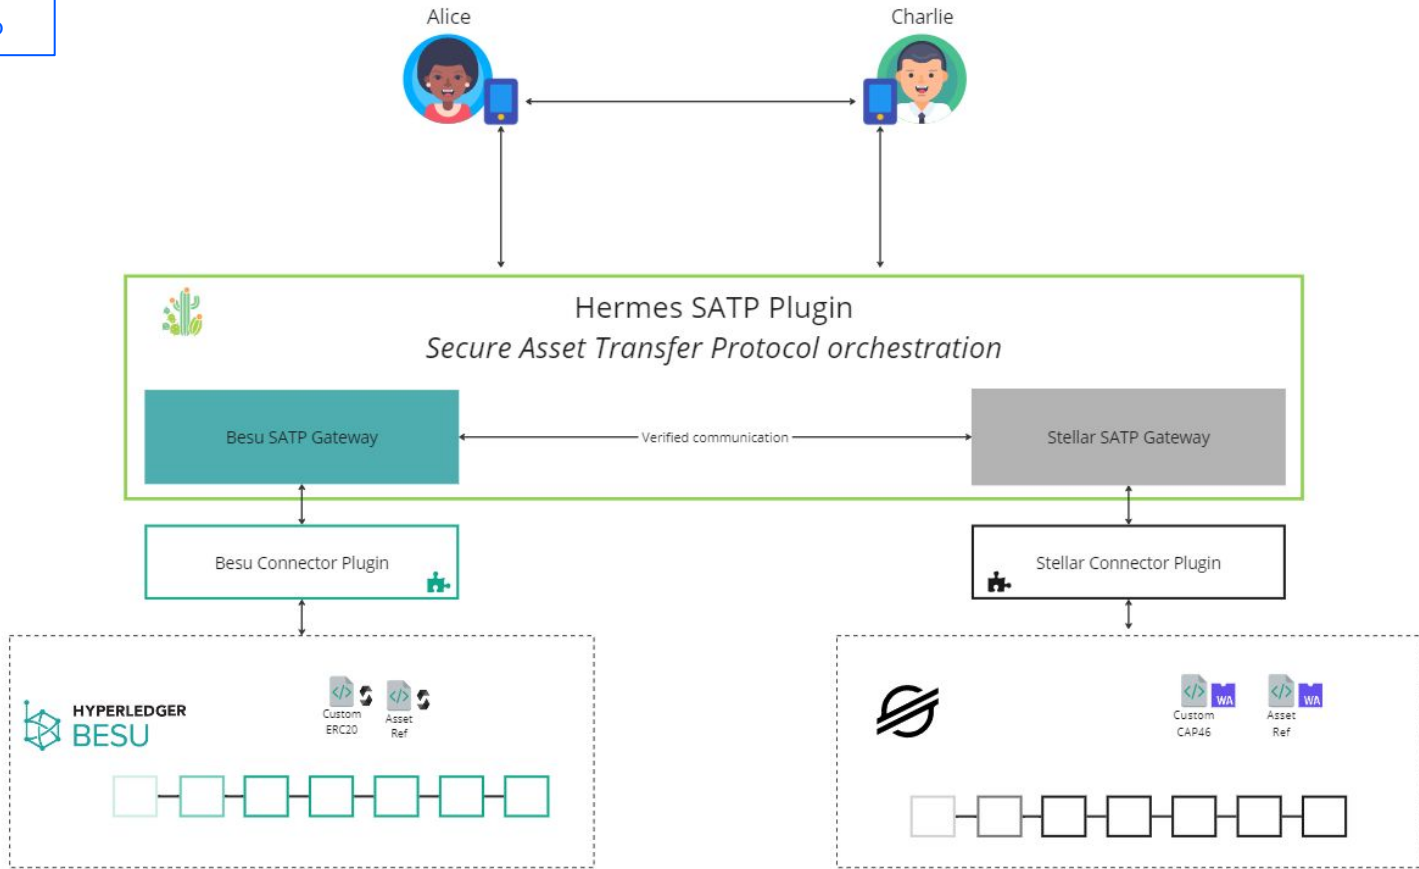 Alice
Charlie
Hermes SATP Plugin
Secure Asset Transfer Protocol orchestration
Besu SATP Gateway
Verified communication
Stellar SATP Gateway
Besu Connector Plugin
Stellar Connector Plugin
HYPERLEDGER
BESU
</>
</>
Custom
ERC20
Asset
Ref
</>
WA
</>
WA
Custom
CAP46
Asset
Ref